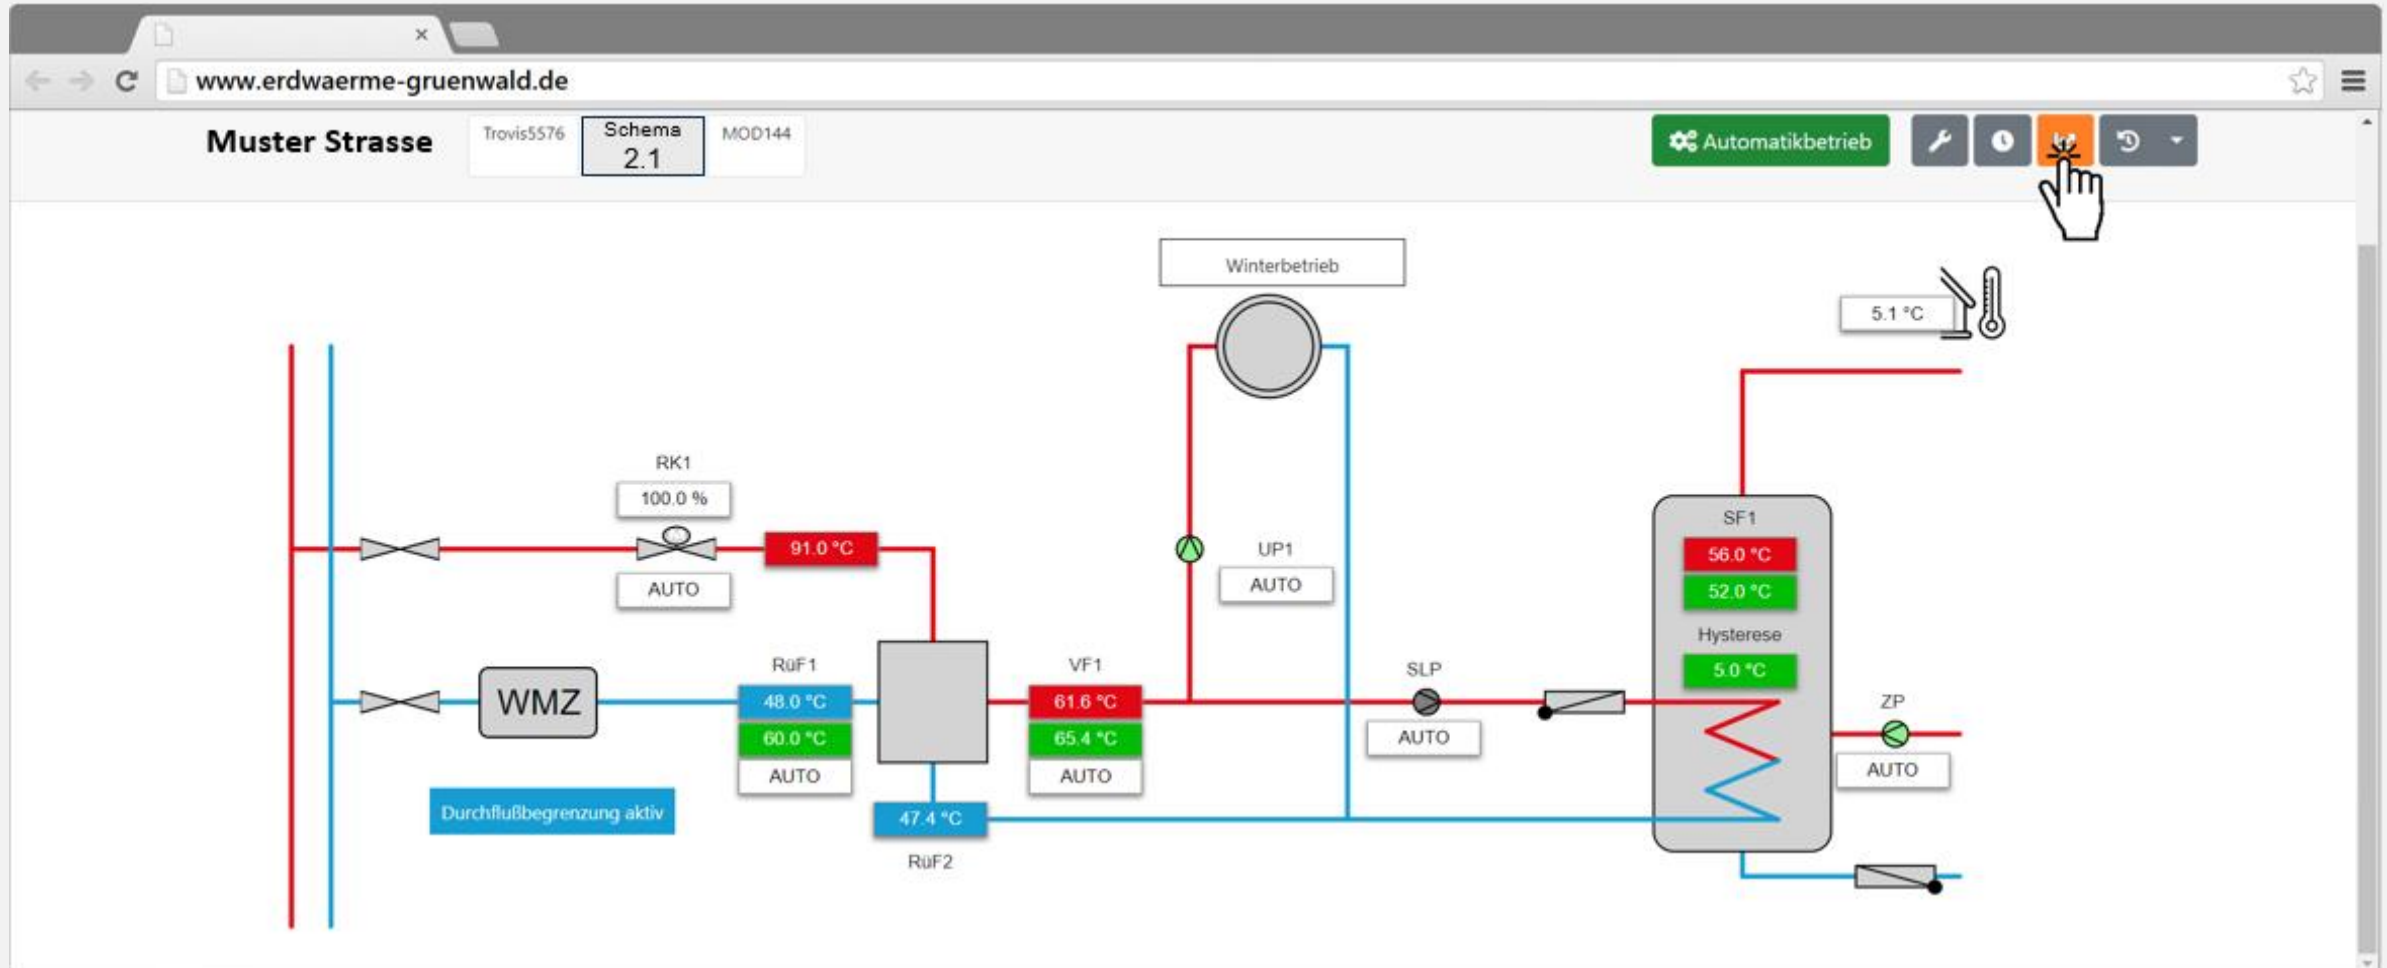 www.erdwaerme-gruenwald.de
Muster Strasse
Trovis5576
Schema
2.1
MOD144
Automatikbetrieb
Winterbetrieb
5.1 °C
RK1
100.0 %
91.0 °C
AUTO
UP1
AUTO
SF1
56.0 °C
52.0 °C
Hysterese
5.0 °C
WMZ
RüF1
48.0 °C
60.0 °C
AUTO
VF1
61.6 °C
65.4 °C
AUTO
SLP
AUTO
ZP
AUTO
Durchflußbegrenzung aktiv
47.4 °C
RüF2